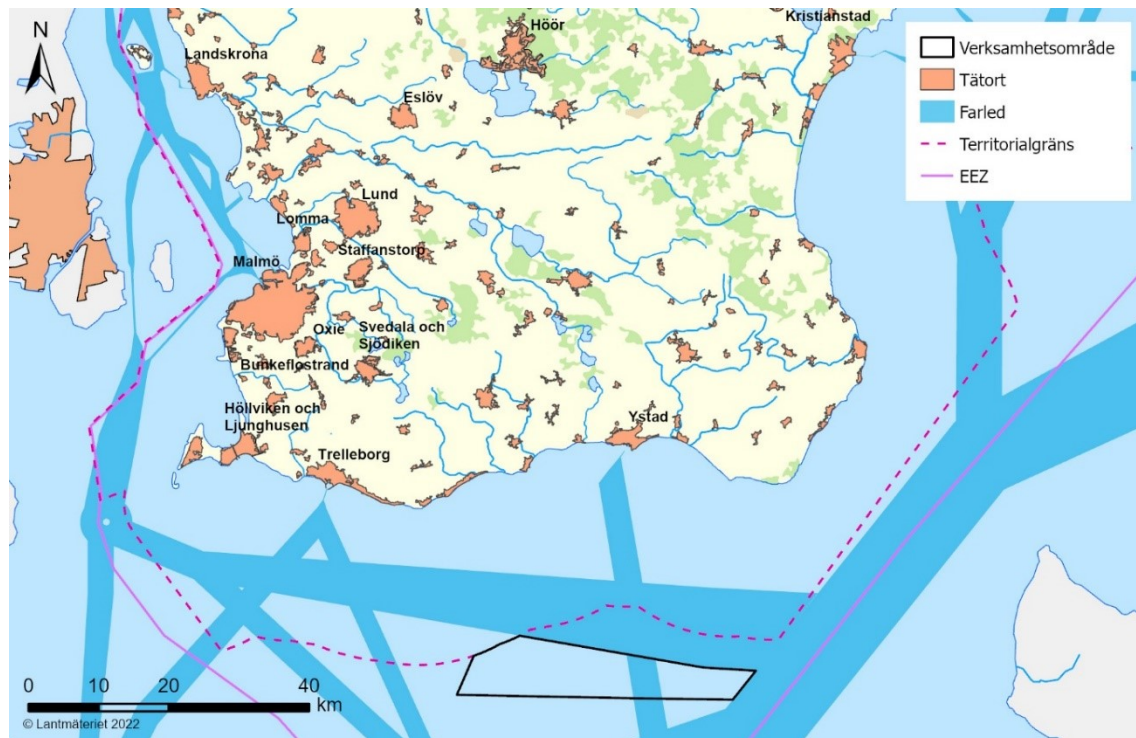 Kristianstad
Höör
N
Landskrona
Eslöv
Lund
Lomma
Staffanstorp
Malmö
Oxie
Svedala och
Sjödiken
Bunkeflostrand
Höllviken och
Ljunghusen
Ystad
Trelleborg
Verksamhetsområde
Tätort
Farled
Territorialgräns
EEZ
0 10 20 40
km
© Lantmäteriet 2022